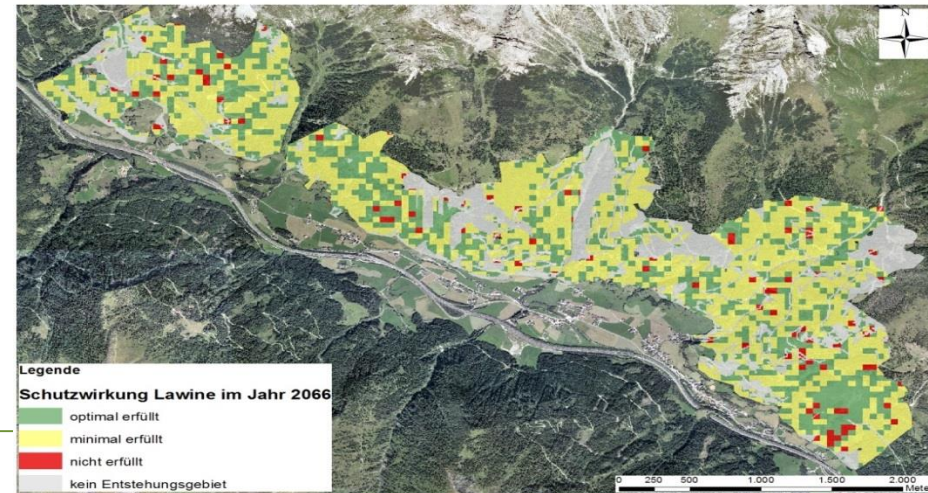 N
Legende
Schutzwirkung Lawine im Jahr 2066
optimal erfüllt
minimal erfüllt
nicht erfüllt
kein Entstehungsgebiet
0 250 500 1.000 1.500 2.000
Mete